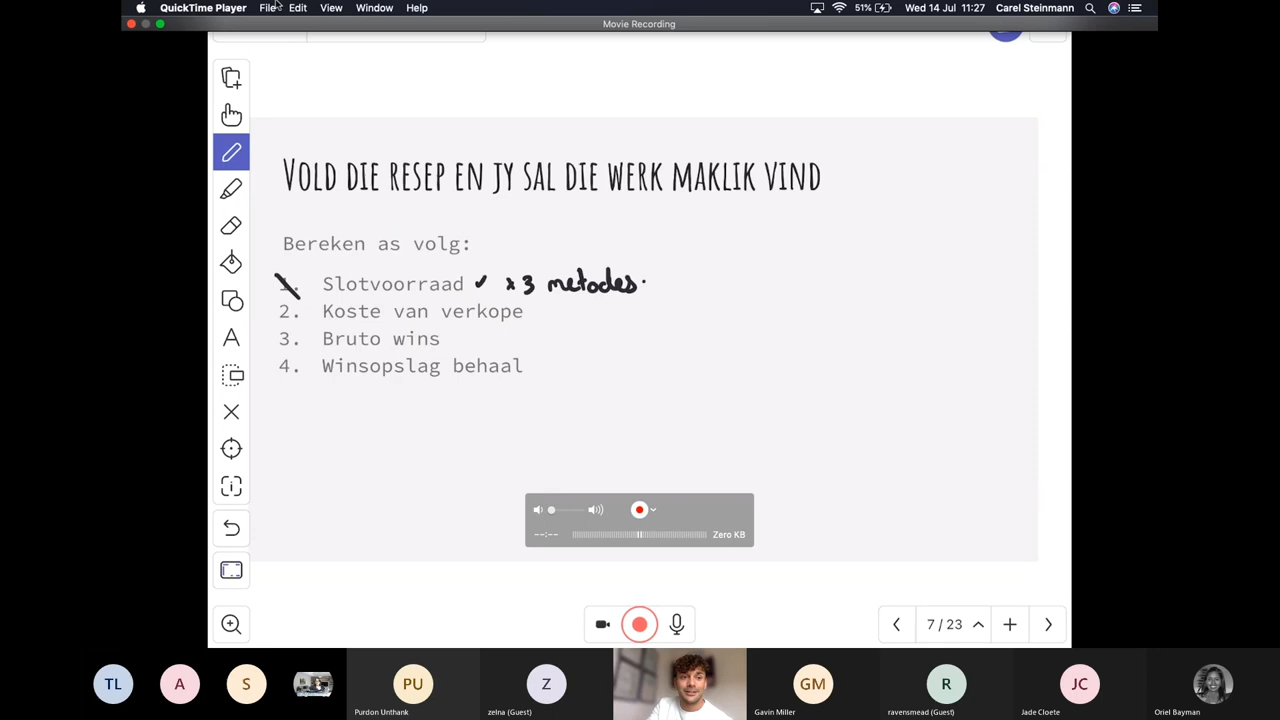 QuickTime Player File Edit View Window Help 51% Wed 14 Jul 11:27 Carel Steinmann
Movie Recording
VOLD DIE RESEP EN JY SAL DIE WERK MAKLIK VIND
Bereken as volg:
1. Slotvoorraad ✓ x 3 metodes.
2. Koste van verkope
3. Bruto wins
4. Winsopslag behaal
--:-- Zero KB
7 / 23
TL A S PU Z GM R JC
Purdon Unthank zelna (Guest) Gavin Miller ravensmead (Guest) Jade Cloete Oriel Bayman